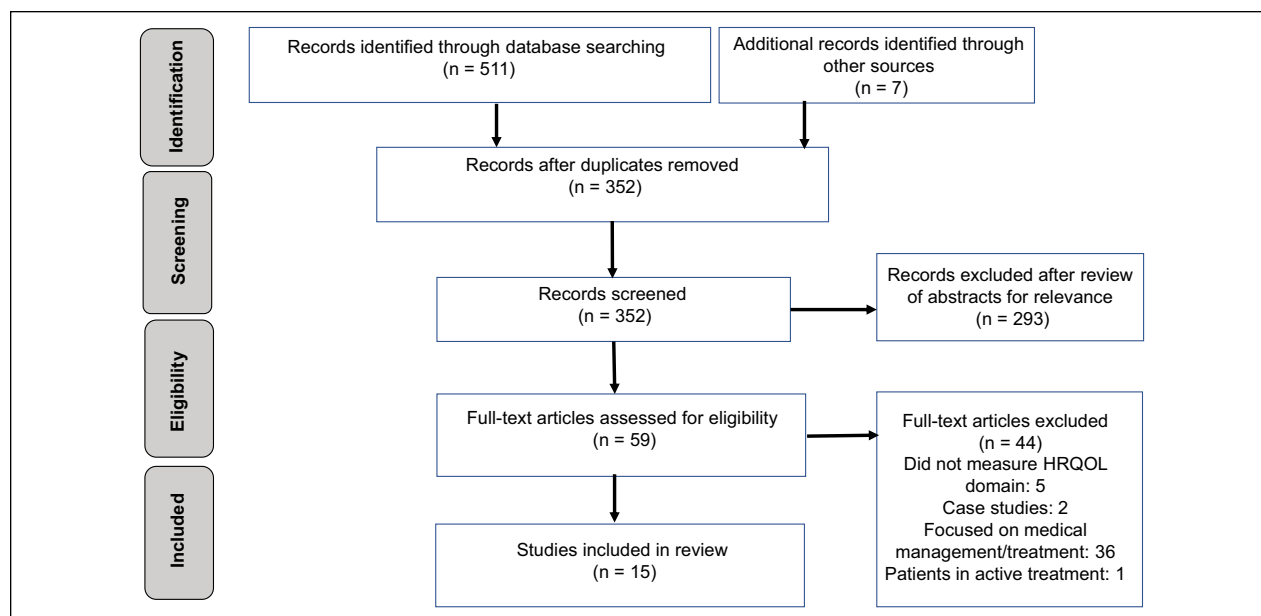 Identification
Records identified through database searching
(n = 511)
Additional records identified through
other sources
(n = 7)
Records after duplicates removed
(n = 352)
Screening
Records screened
(n = 352)
Records excluded after review
of abstracts for relevance
(n = 293)
Eligibility
Full-text articles assessed for eligibility
(n = 59)
Full-text articles excluded
(n = 44)
Did not measure HRQOL
domain: 5
Case studies: 2
Focused on medical
management/treatment: 36
Patients in active treatment: 1
Included
Studies included in review
(n = 15)